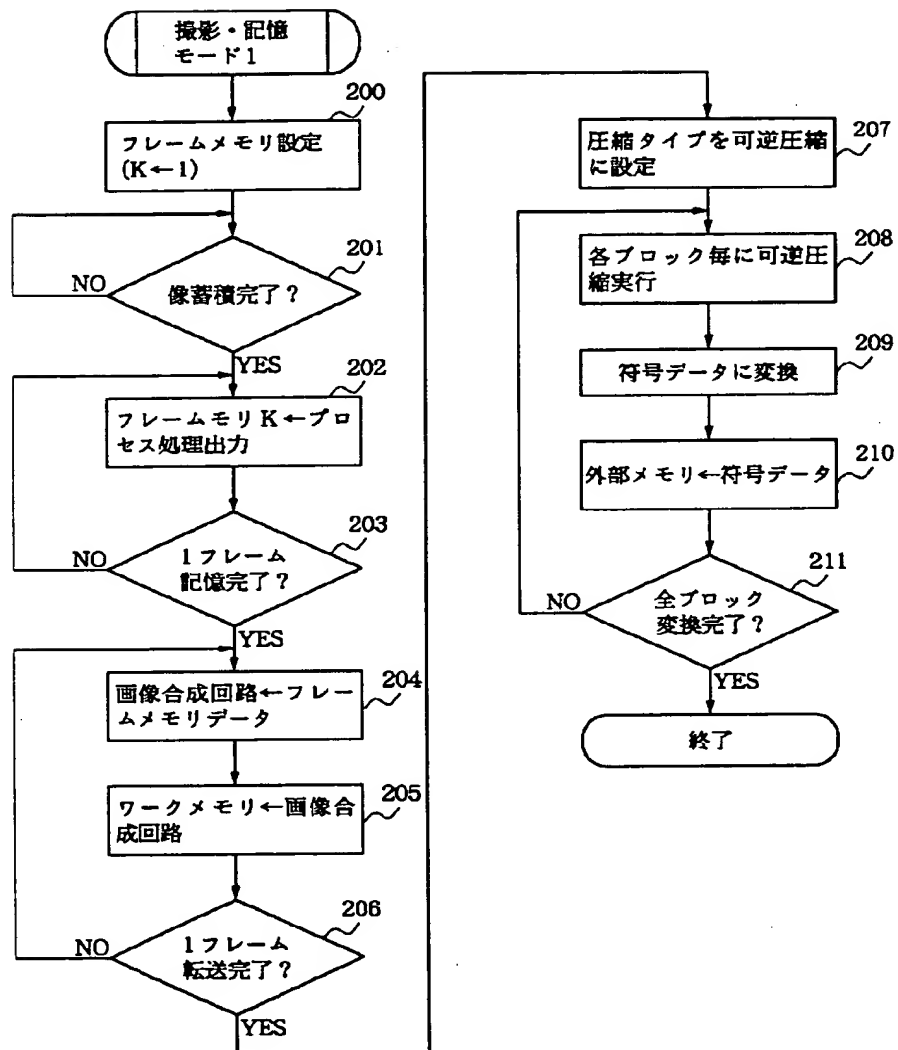 撮影・記憶
モード1
200
フレームメモリ設定
(K←1)
201
像蓄積完了？
NO
YES
202
フレームモリK←プロ
セス処理出力
203
1フレーム
記憶完了？
NO
YES
204
画像合成回路←フレー
ムメモリデータ
205
ワークメモリ←画像合
成回路
206
1フレーム
転送完了？
NO
YES
207
圧縮タイプを可逆圧縮
に設定
208
各ブロック毎に可逆圧
縮実行
209
符号データに変換
210
外部メモリ←符号データ
211
全ブロック
変換完了？
NO
YES
終了